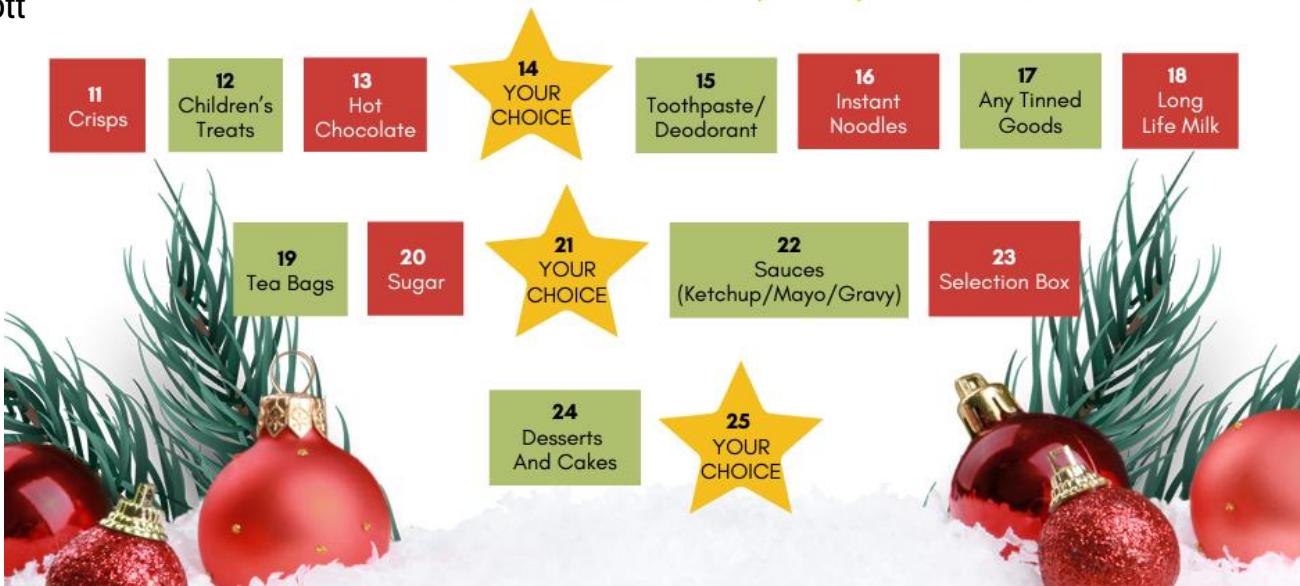 11
Crisps
12
Children's
Treats
13
Hot
Chocolate
14
YOUR
CHOICE
15
Toothpaste/
Deodorant
16
Instant
Noodles
17
Any Tinned
Goods
18
Long
Life Milk
19
Tea Bags
20
Sugar
21
YOUR
CHOICE
22
Sauces
(Ketchup/Mayo/Gravy)
23
Selection Box
24
Desserts
And Cakes
25
YOUR
CHOICE